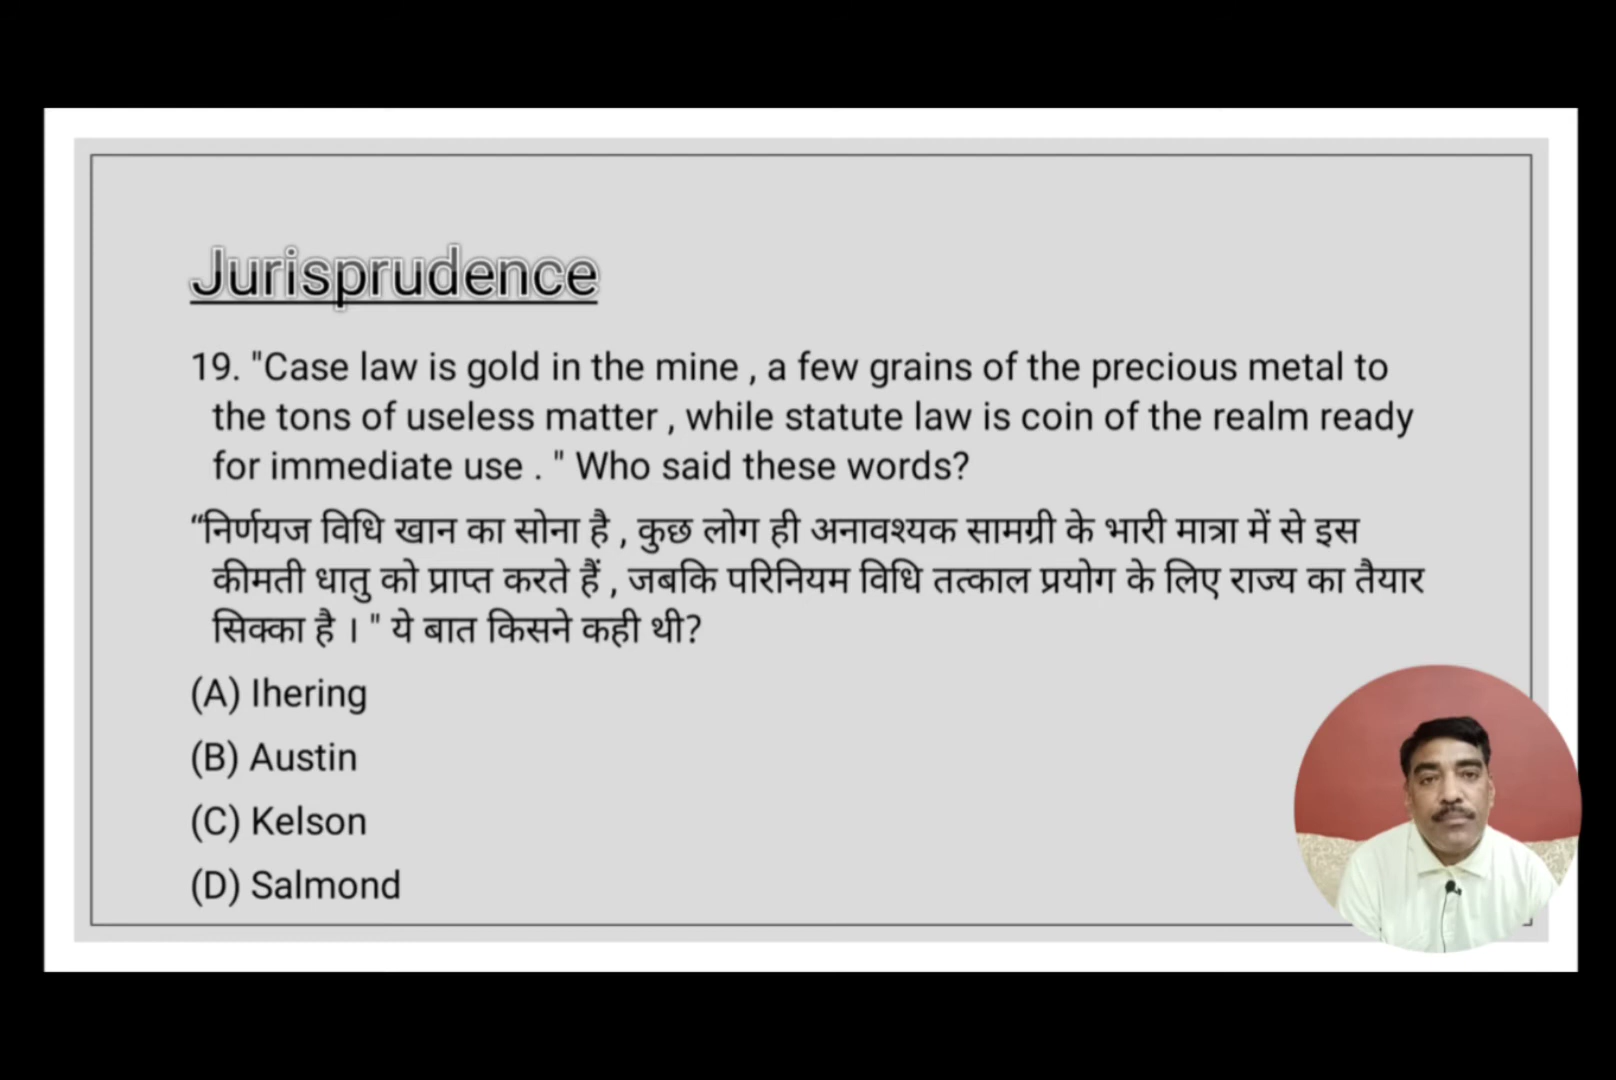 Jurisprudence
19. "Case law is gold in the mine , a few grains of the precious metal to
the tons of useless matter , while statute law is coin of the realm ready
for immediate use . " Who said these words?
“निर्णयज विधि खान का सोना है , कुछ लोग ही अनावश्यक सामग्री के भारी मात्रा में से इस
कीमती धातु को प्राप्त करते हैं , जबकि परिनियम विधि तत्काल प्रयोग के लिए राज्य का तैयार
सिक्का है । " ये बात किसने कही थी?
(A) Ihering
(B) Austin
(C) Kelson
(D) Salmond